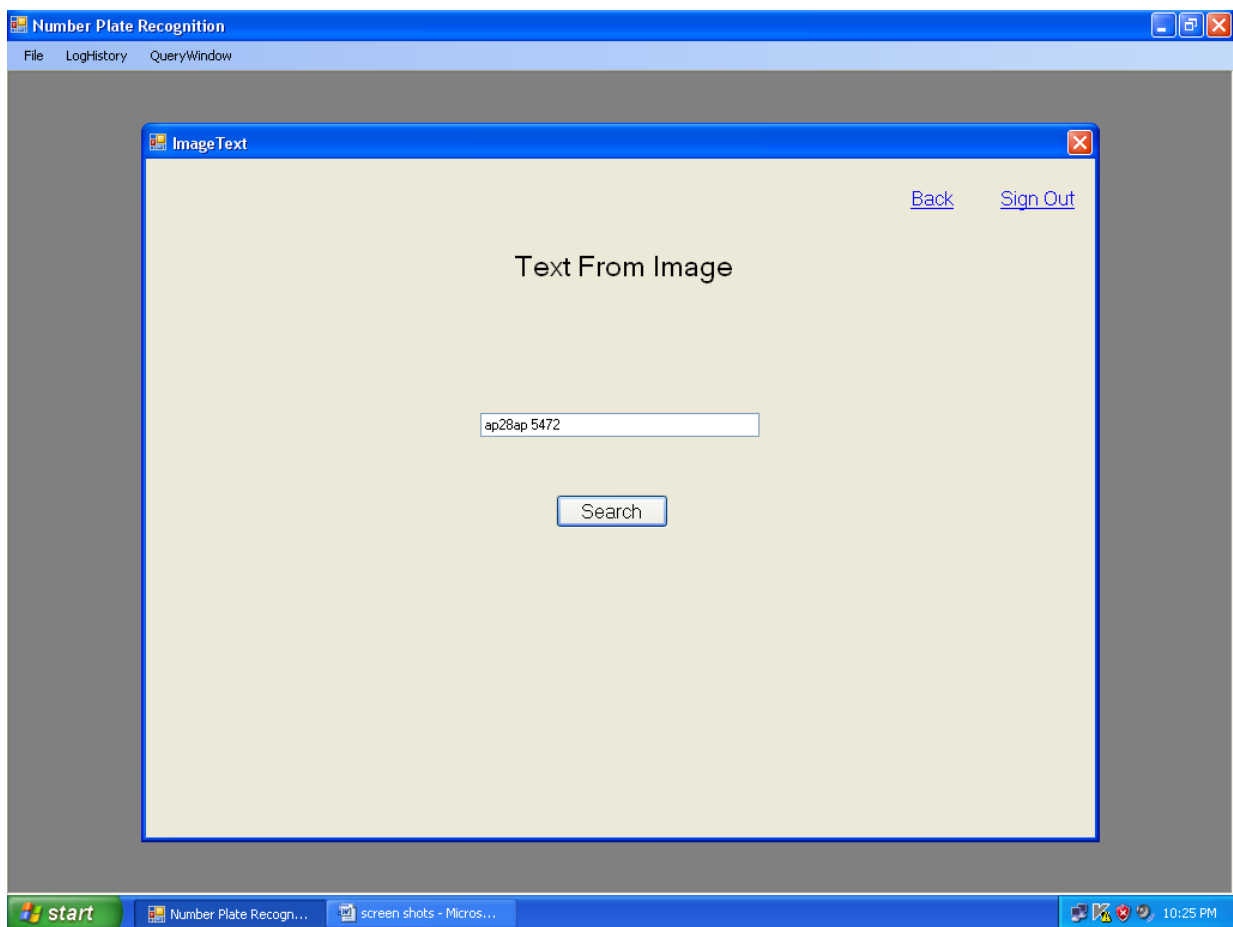 Number Plate Recognition
File LogHistory QueryWindow
ImageText
Back Sign Out
Text From Image
ap28ap 5472
Search
start Number Plate Recogn... screen shots - Micros... 10:25 PM